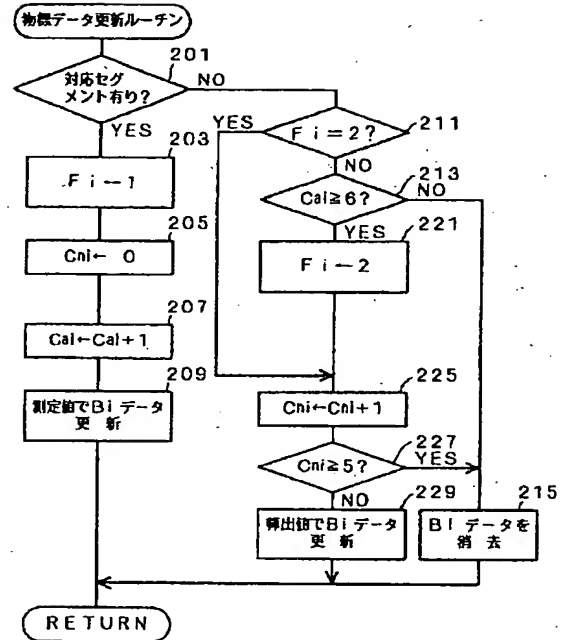 物標データ更新ルーチン
201
対応セグ
メント有り?
NO
YES
203
Fi←1
205
Cni← 0
207
Cai←Cai+1
209
測定値でBiデータ
更 新
211
Fi=2?
YES
NO
213
Cai≧6?
NO
YES
221
Fi←2
225
Cni←Cni+1
227
Cni≧5?
YES
NO
229
算出値でBiデータ
更 新
215
Biデータを
消 去
RETURN